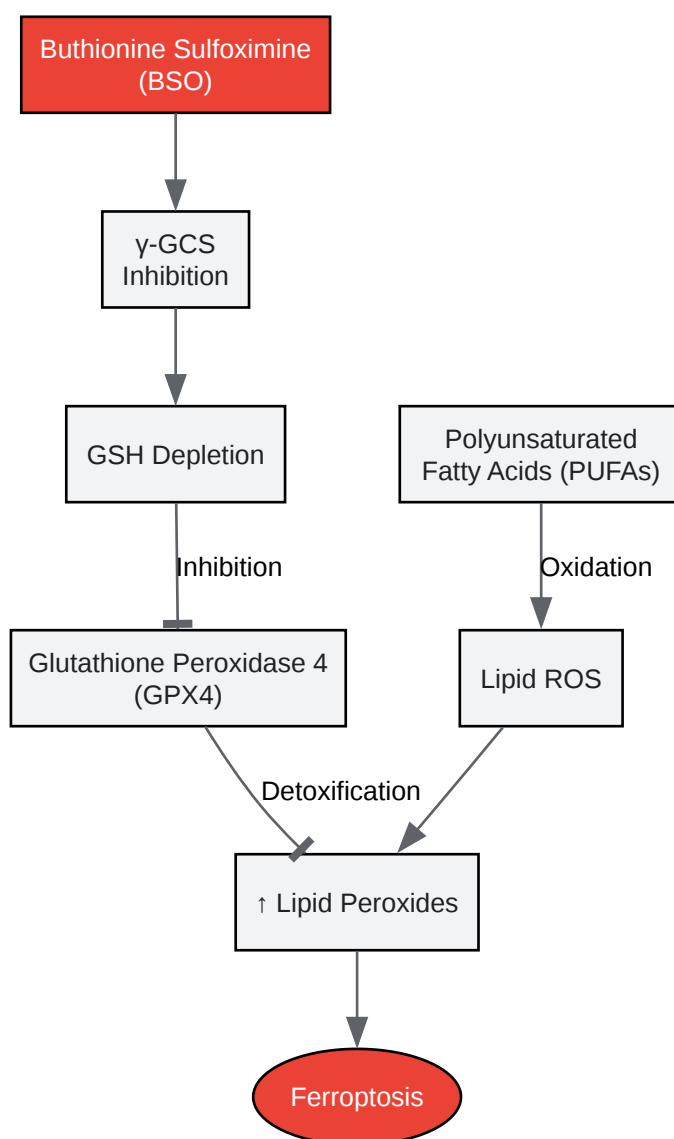 Buthionine Sulfoximine
(BSO)
γ-GCS
Inhibition
GSH Depletion
Polyunsaturated
Fatty Acids (PUFAs)
Inhibition
Oxidation
Glutathione Peroxidase 4
(GPX4)
Lipid ROS
Detoxification
↑ Lipid Peroxides
Ferroptosis